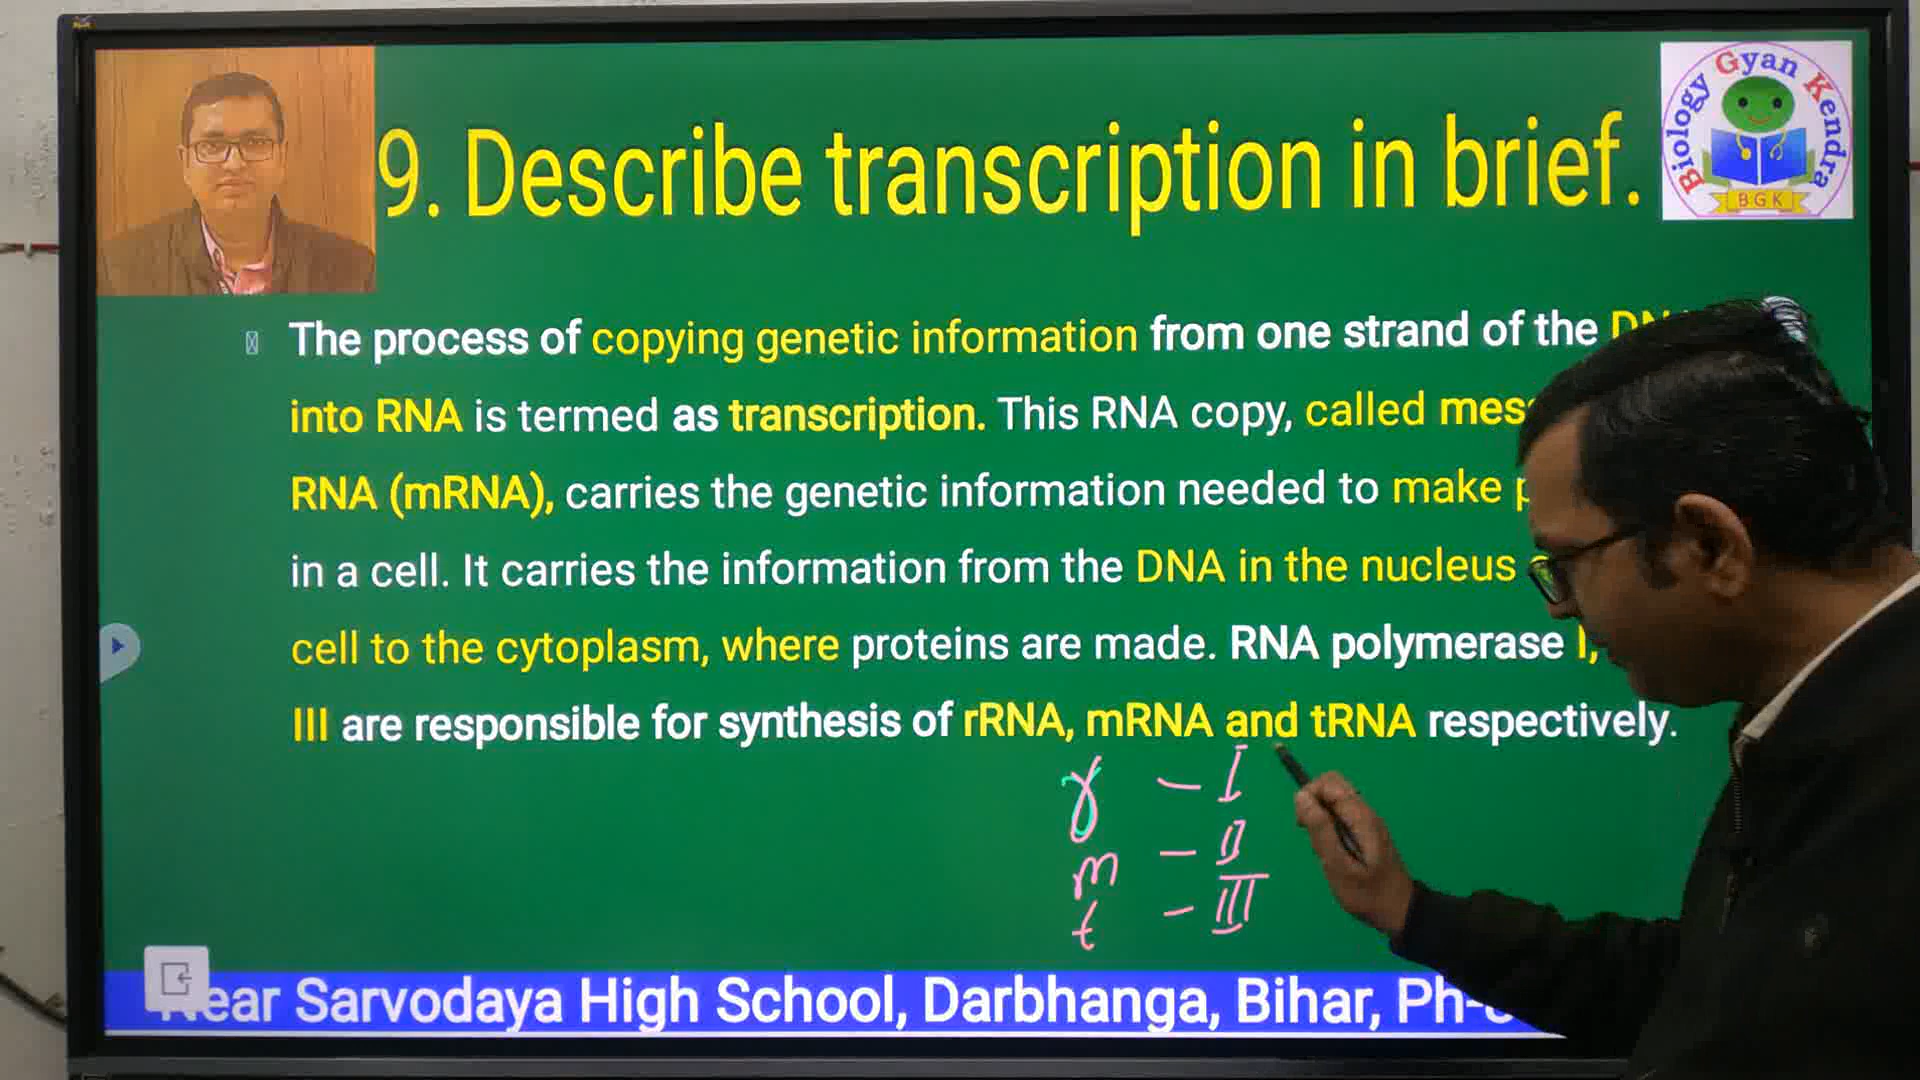 9. Describe transcription in brief.
Biology Gyan Kendra
BGK
The process of copying genetic information from one strand of the
into RNA is termed as transcription. This RNA copy, called
RNA (mRNA), carries the genetic information needed to make
in a cell. It carries the information from the DNA in the nucleus
cell to the cytoplasm, where proteins are made. RNA polymerase I,
III are responsible for synthesis of rRNA, mRNA and tRNA respectively.
r - I
m - II
t - III
Near Sarvodaya High School, Darbhanga, Bihar,